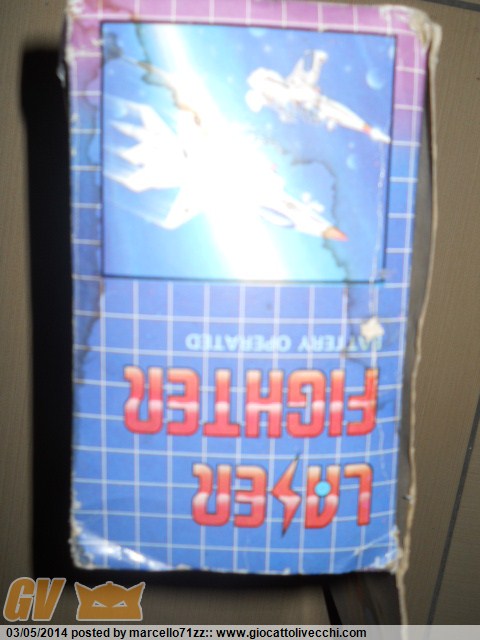 LASER
FIGHTER
BATTERY OPERATED
GV
03/05/2014 posted by marcello71zz:: www.giocattolivecchi.com